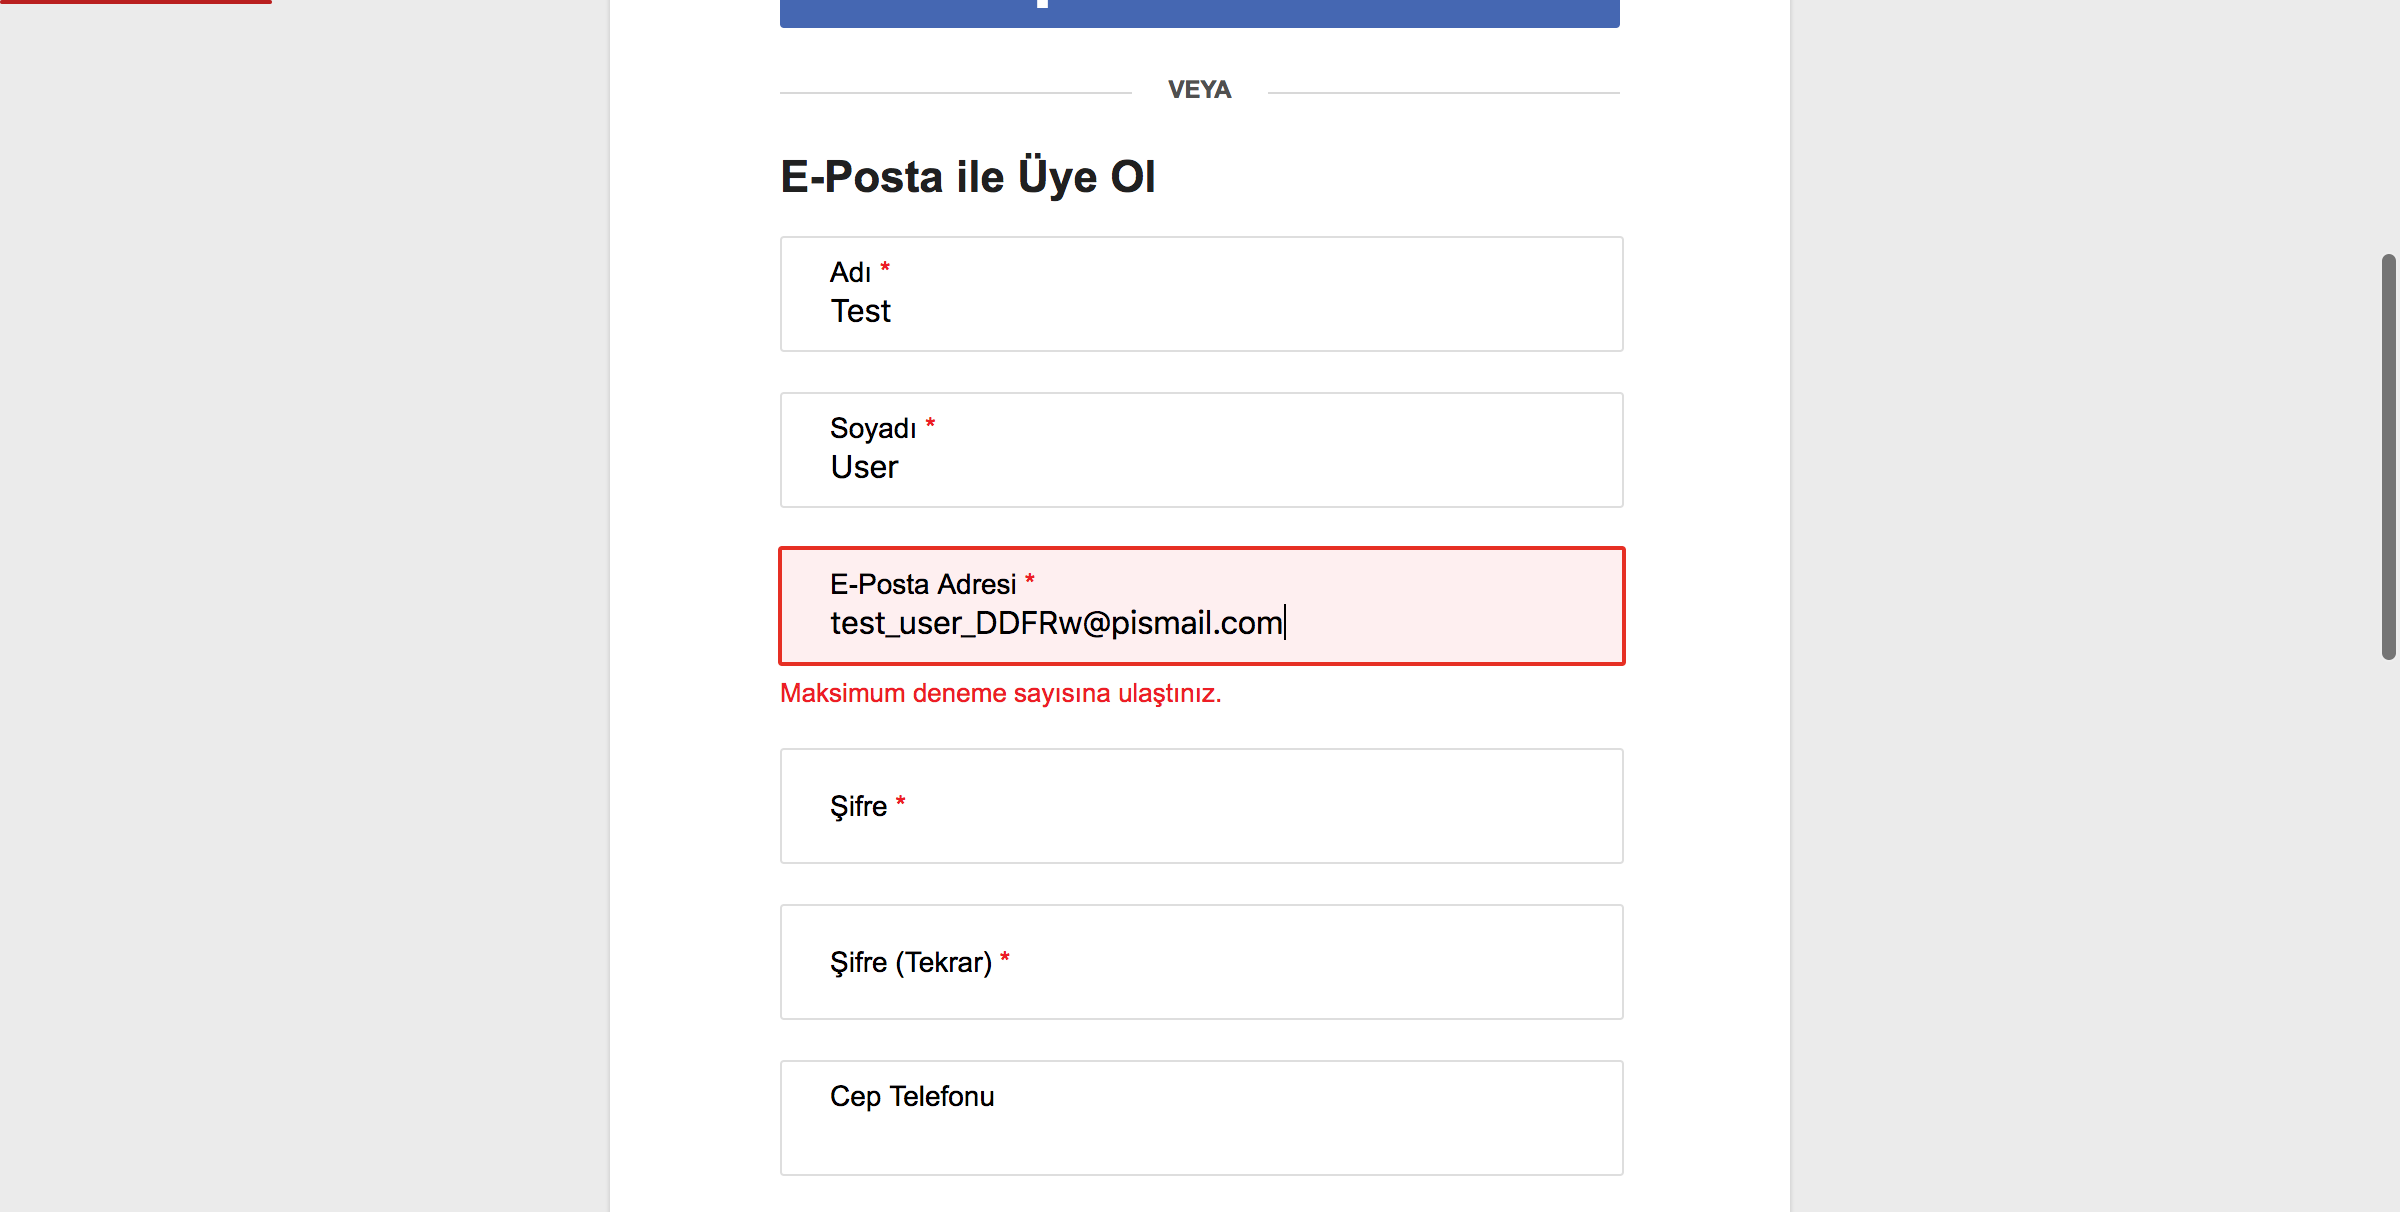 VEYA
E-Posta ile Üye Ol
Adı *
Test
Soyadı *
User
E-Posta Adresi *
test_user_DDFRw@pismail.com
Maksimum deneme sayısına ulaştınız.
Şifre *
Şifre (Tekrar) *
Cep Telefonu